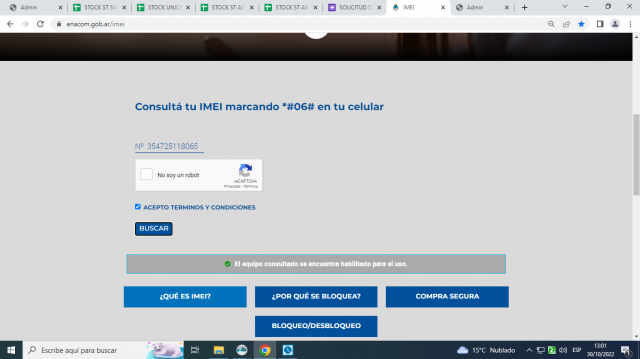 Admin
STOCK ST
STOCK UNIC
STOCK ST
STOCK ST
SOLICITUD
IMEI
Admin
enacom.gob.ar/imei
Consultá tu IMEI marcando *#06# en tu celular
Nº 354725118065
No soy un robot
reCAPTCHA
Privacidad - Términos
ACEPTO TERMINOS Y CONDICIONES
BUSCAR
El equipo consultado se encuentra habilitado para el uso.
¿QUÉ ES IMEI?
¿POR QUÉ SE BLOQUEA?
COMPRA SEGURA
BLOQUEO/DESBLOQUEO
Escribe aquí para buscar
15°C Nublado
ESP
13:01
30/10/2022